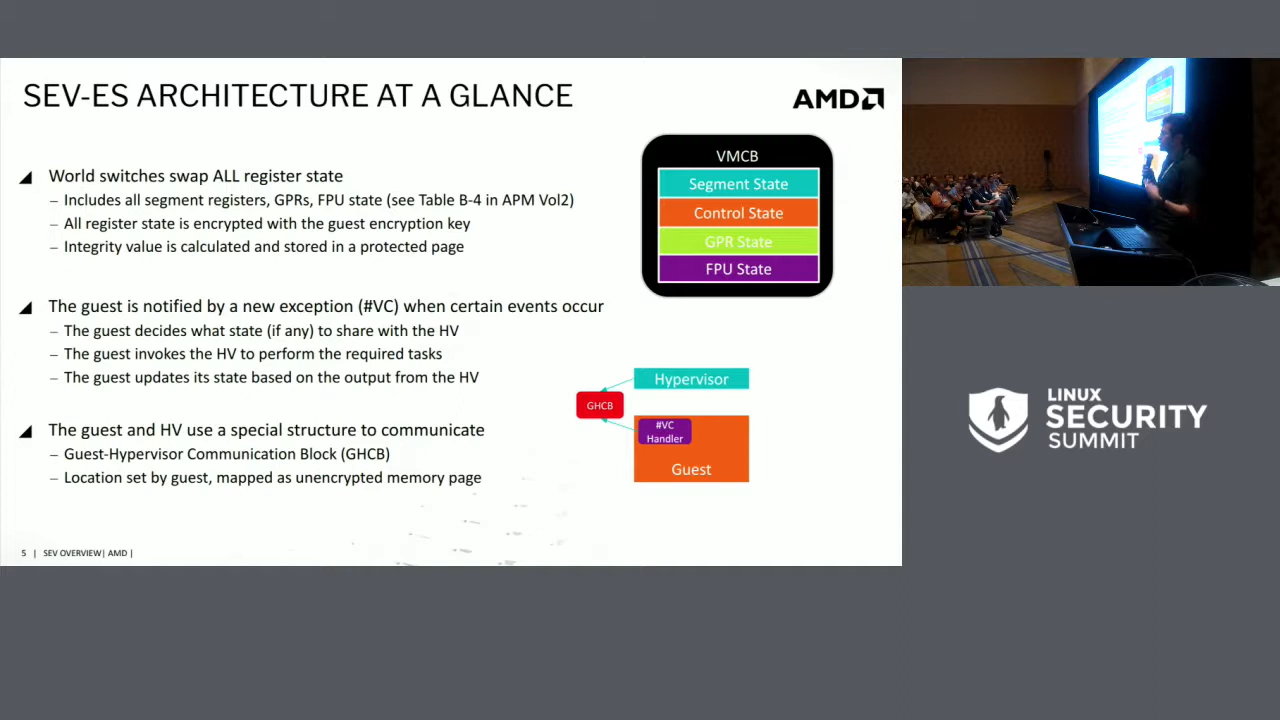 SEV-ES ARCHITECTURE AT A GLANCE
AMD
World switches swap ALL register state
– Includes all segment registers, GPRs, FPU state (see Table B-4 in APM Vol2)
– All register state is encrypted with the guest encryption key
– Integrity value is calculated and stored in a protected page
The guest is notified by a new exception (#VC) when certain events occur
– The guest decides what state (if any) to share with the HV
– The guest invokes the HV to perform the required tasks
– The guest updates its state based on the output from the HV
The guest and HV use a special structure to communicate
– Guest-Hypervisor Communication Block (GHCB)
– Location set by guest, mapped as unencrypted memory page
VMCB
Segment State
Control State
GPR State
FPU State
Hypervisor
GHCB
#VC
Handler
Guest
5 | SEV OVERVIEW| AMD |
LINUX
SECURITY
SUMMIT